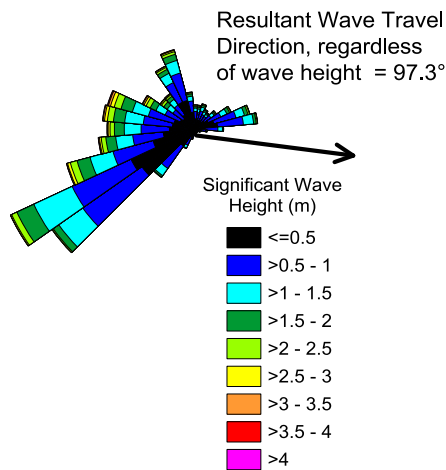 Resultant Wave Travel
Direction, regardless
of wave height  = 97.3°
Significant Wave
Height (m)
<=0.5
>0.5 - 1
>1 - 1.5
>1.5 - 2
>2 - 2.5
>2.5 - 3
>3 - 3.5
>3.5 - 4
>4